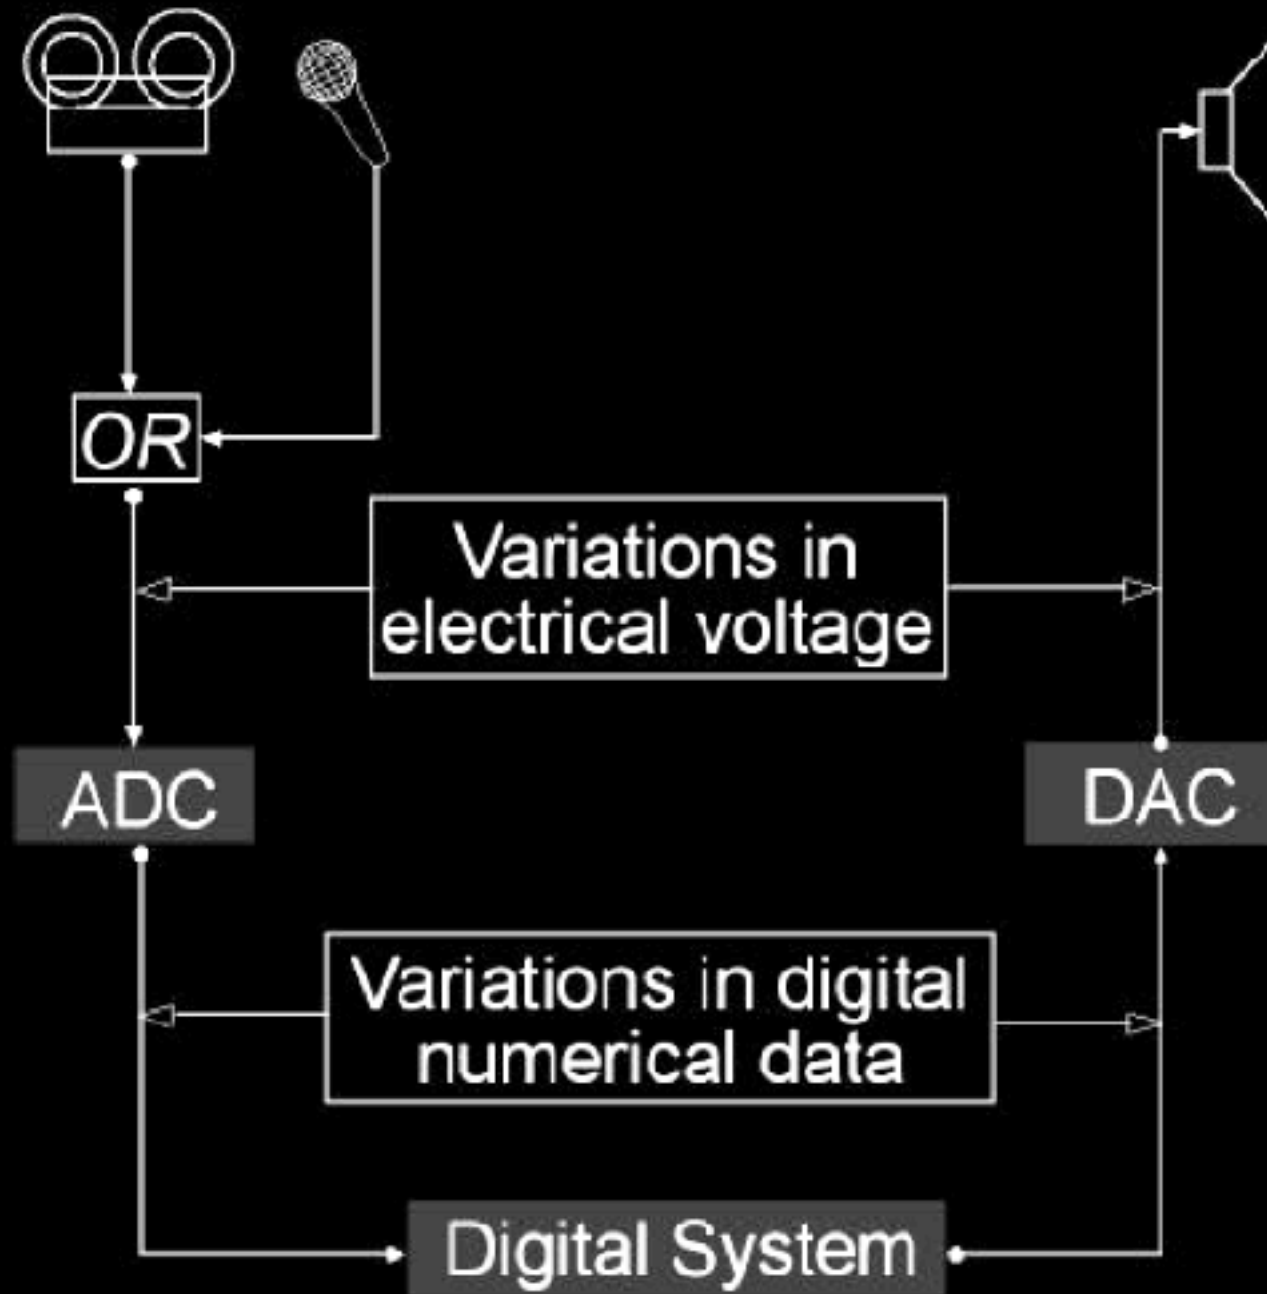 OR
Variations in
electrical voltage
ADC
DAC
Variations in digital
numerical data
Digital System